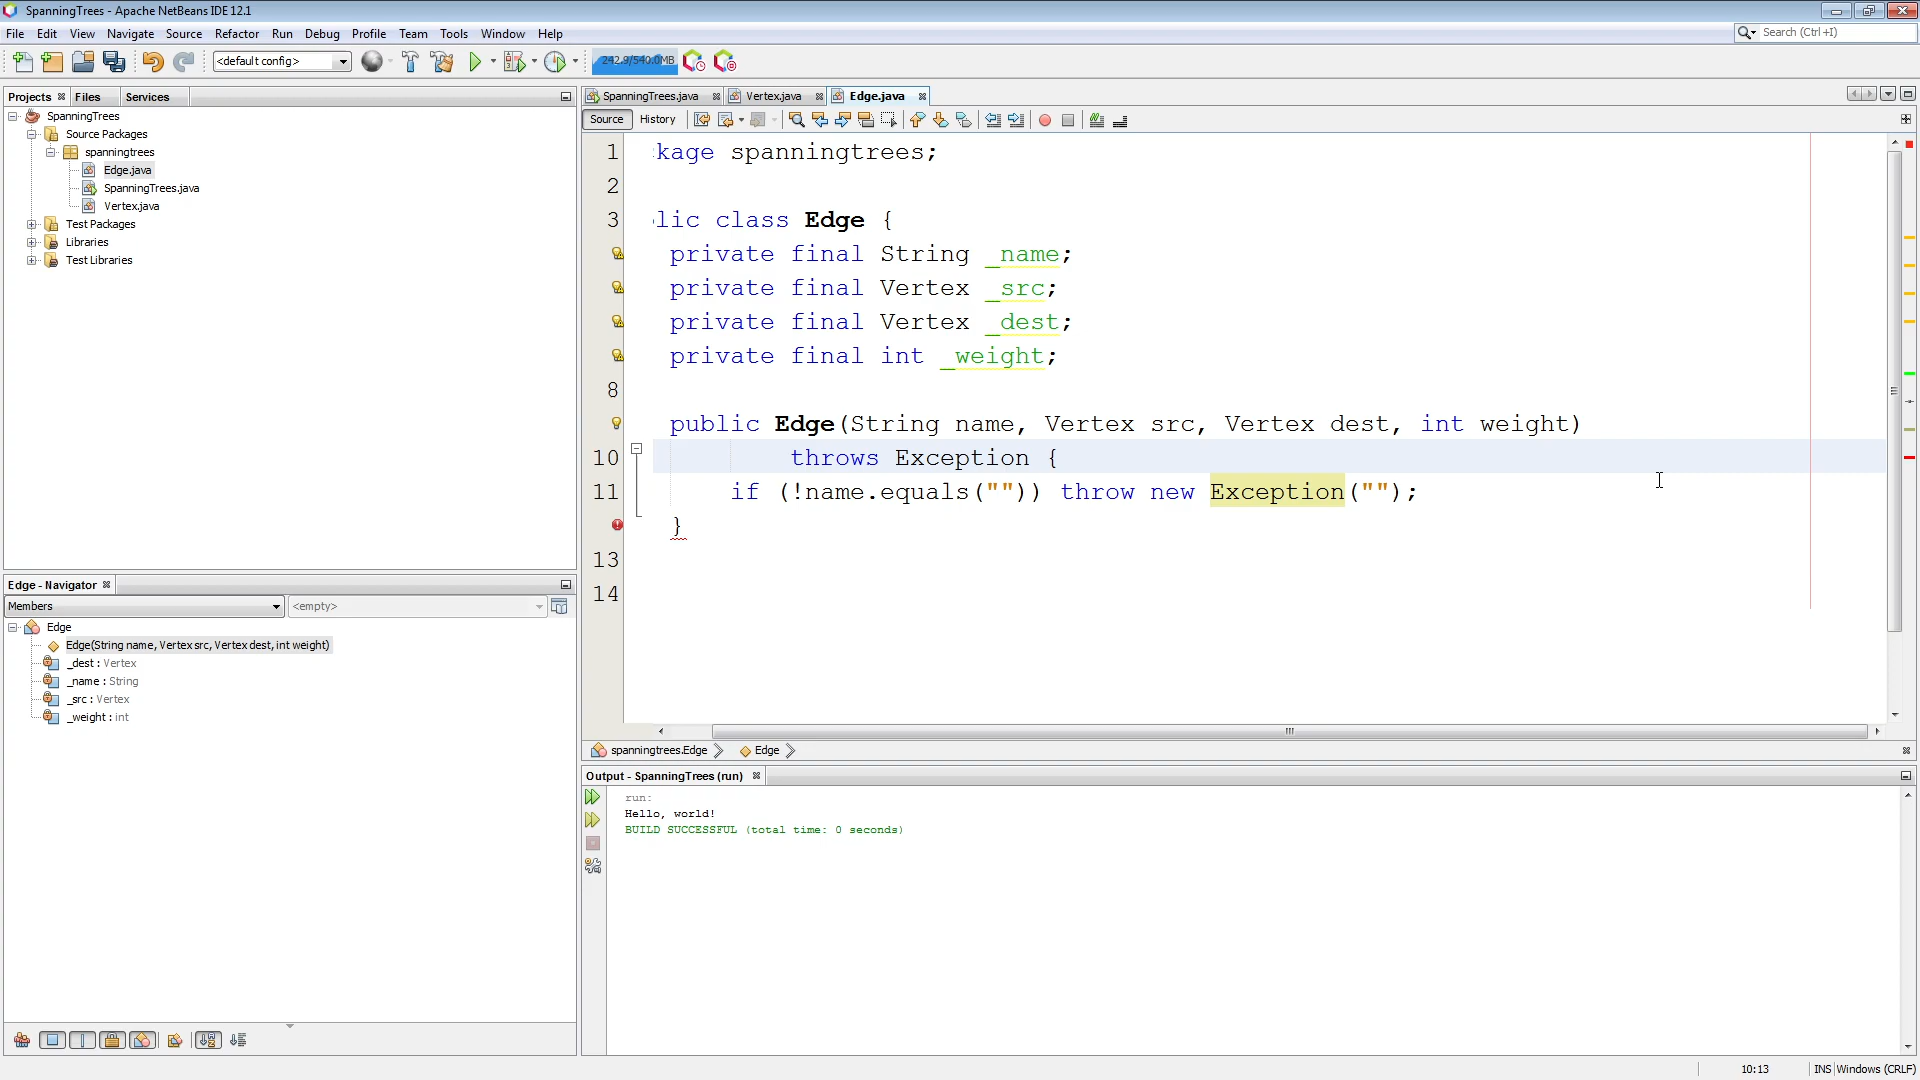 SpanningTrees - Apache NetBeans IDE 12.1
File Edit View Navigate Source Refactor Run Debug Profile Team Tools Window Help
Search (Ctrl+I)
<default config>
242.9/540.0MB
Projects Files Services
SpanningTrees
Source Packages
spanningtrees
Edge.java
SpanningTrees.java
Vertex.java
Test Packages
Libraries
Test Libraries
SpanningTrees.java Vertex.java Edge.java
Source History
1 kage spanningtrees;
2
3 lic class Edge {
private final String _name;
private final Vertex _src;
private final Vertex _dest;
private final int _weight;
8
public Edge(String name, Vertex src, Vertex dest, int weight)
10 throws Exception {
11 if (!name.equals("")) throw new Exception("");
}
13
14
Edge - Navigator
Members <empty>
Edge
Edge(String name, Vertex src, Vertex dest, int weight)
_dest : Vertex
_name : String
_src : Vertex
_weight : int
spanningtrees.Edge Edge
Output - SpanningTrees (run)
run:
Hello, world!
BUILD SUCCESSFUL (total time: 0 seconds)
10:13 INS Windows (CRLF)